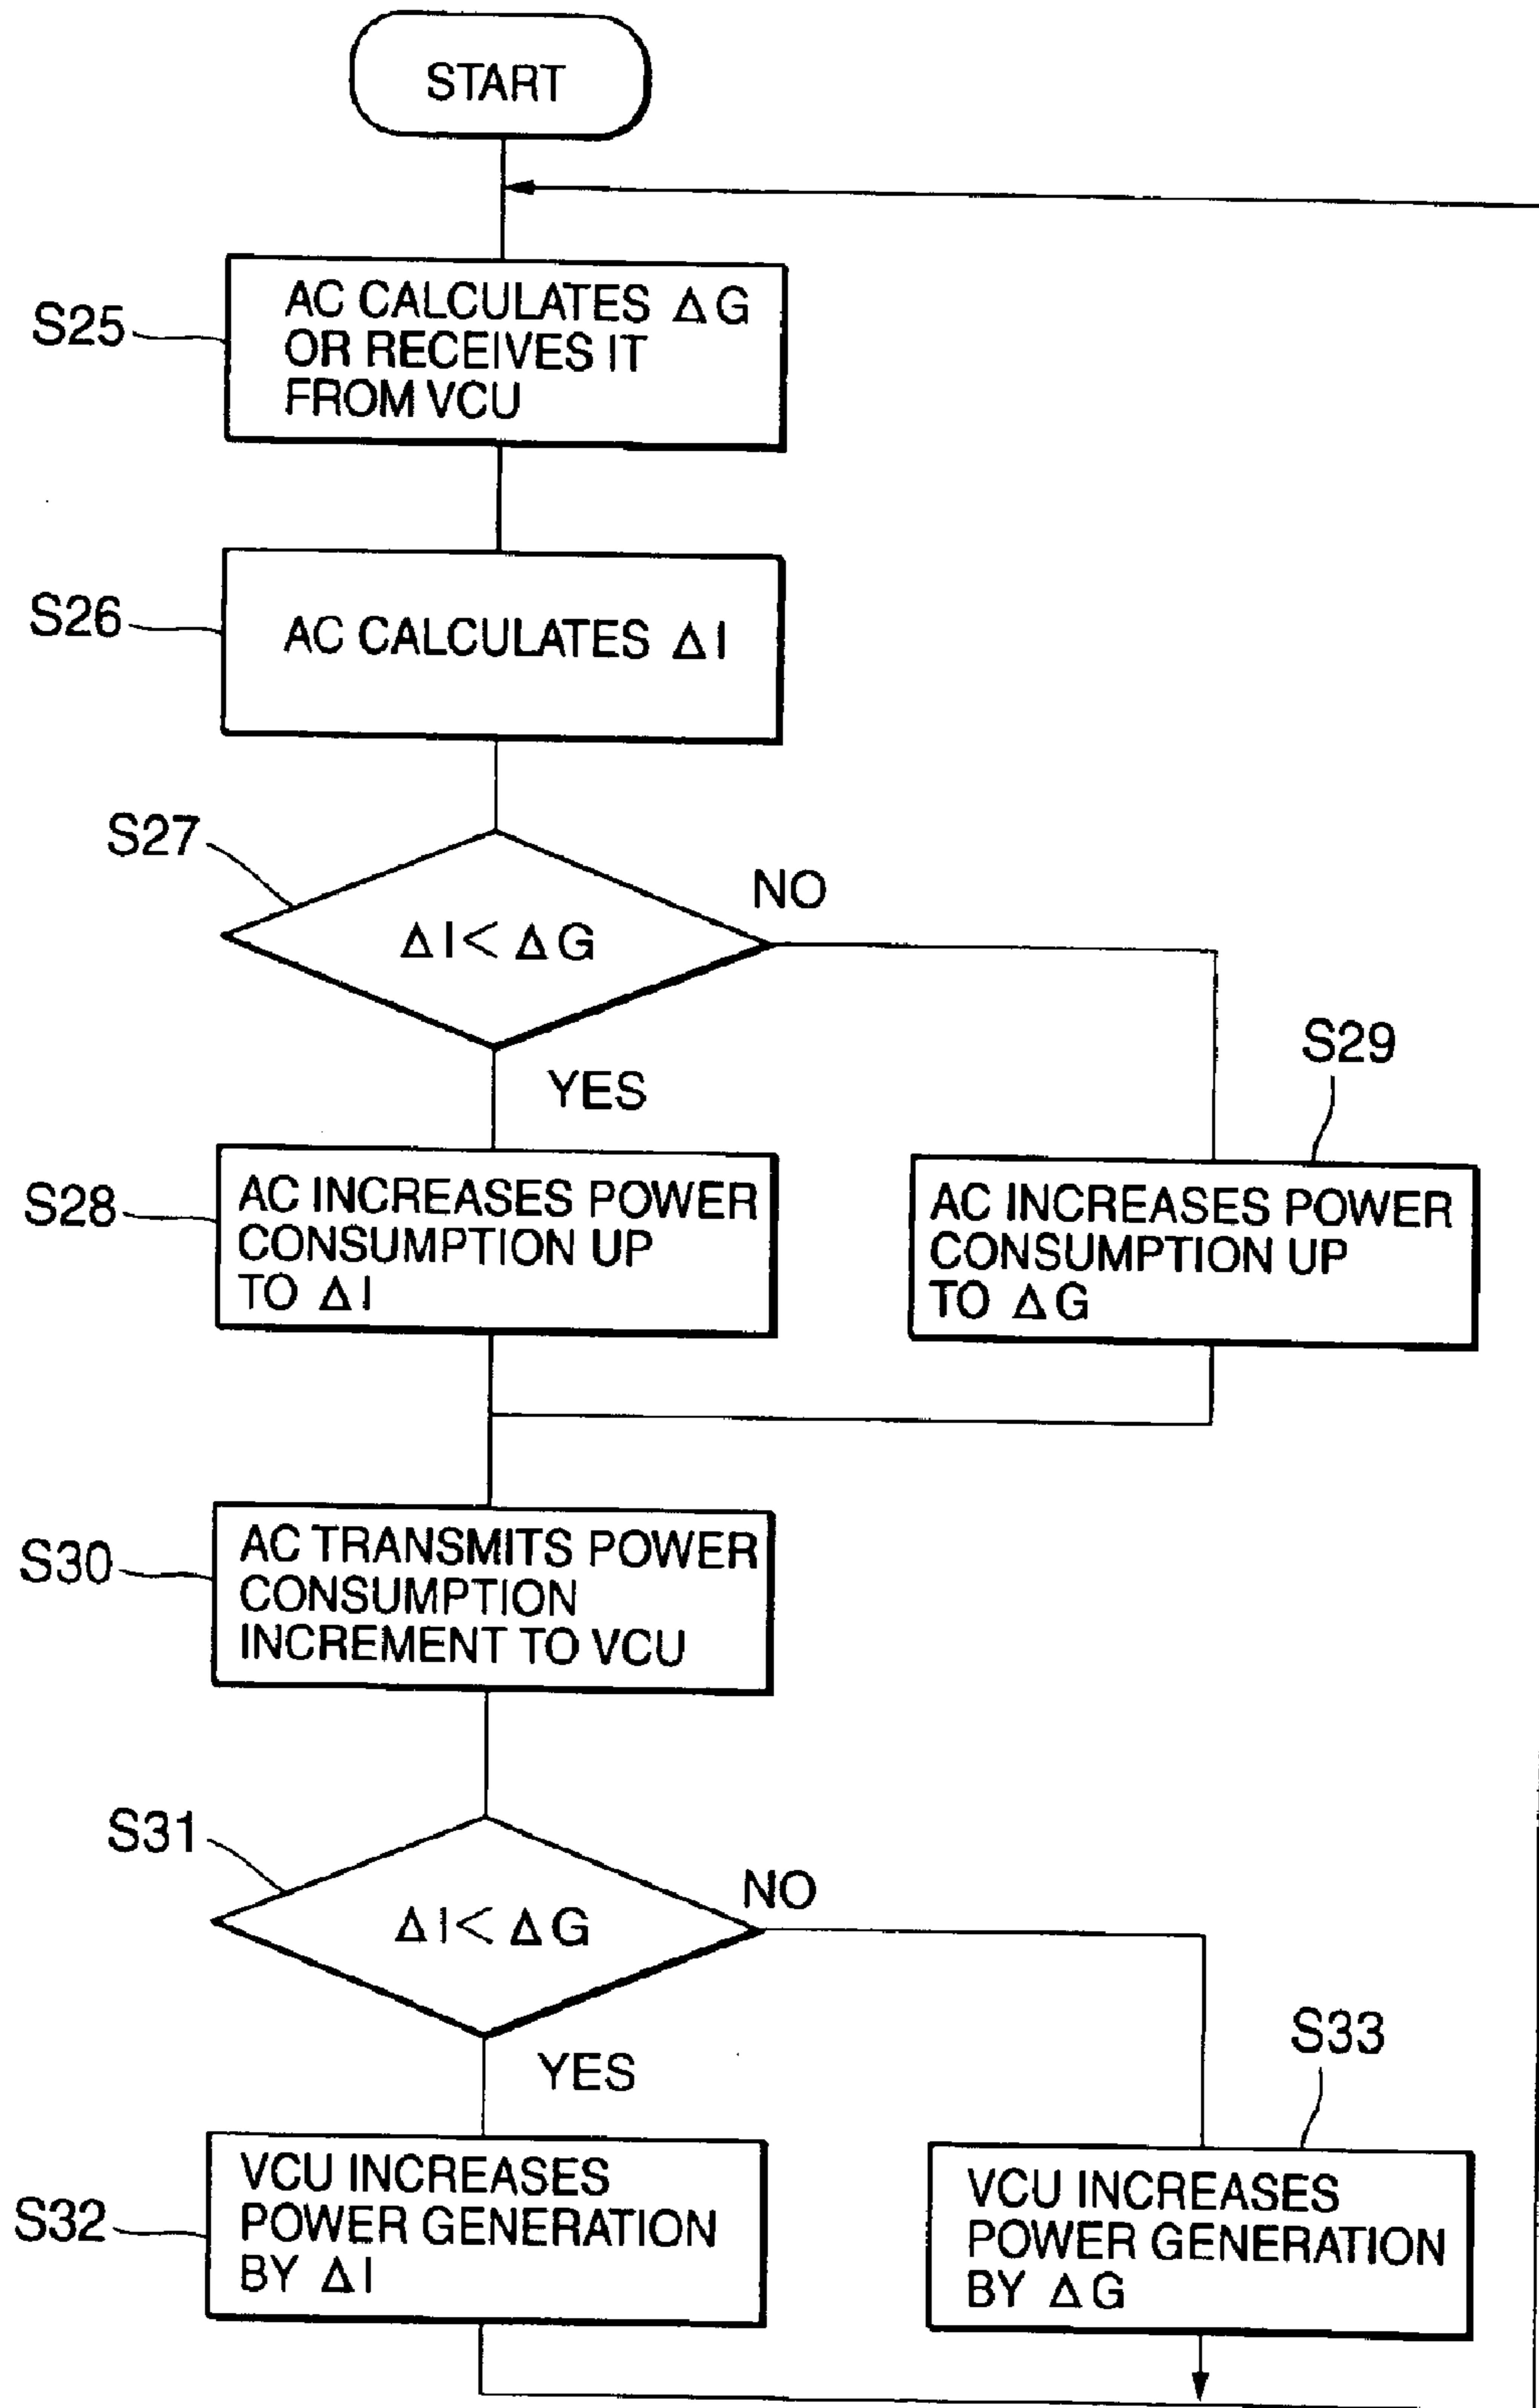 START
S25
AC CALCULATES ΔG
OR RECEIVES IT
FROM VCU
S26
AC CALCULATES ΔI
S27
ΔI< ΔG
NO
YES
S28
AC INCREASES POWER
CONSUMPTION UP
TO ΔI
S29
AC INCREASES POWER
CONSUMPTION UP
TO ΔG
S30
AC TRANSMITS POWER
CONSUMPTION
INCREMENT TO VCU
S31
ΔI< ΔG
NO
YES
S32
VCU INCREASES
POWER GENERATION
BY ΔI
S33
VCU INCREASES
POWER GENERATION
BY ΔG